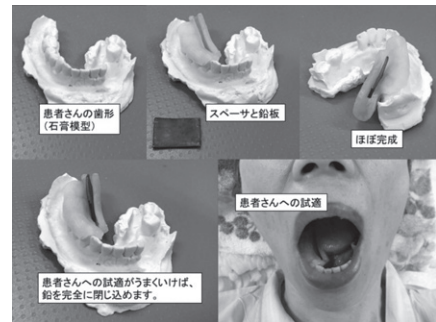 患者さんの歯形
(石膏模型)
スペーサと鉛板
ほぼ完成
患者さんへの試適がうまくいけば、
鉛を完全に閉じ込めます。
患者さんへの試適